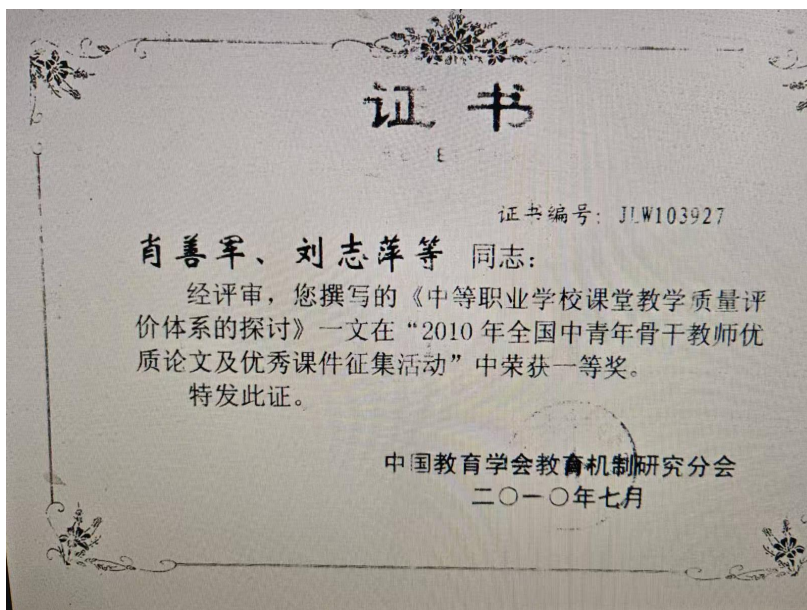 证书
证书编号：JLW103927
肖善军、刘志萍等 同志：
经评审，您撰写的《中等职业学校课堂教学质量评
价体系的探讨》一文在“2010年全国中青年骨干教师优
质论文及优秀课件征集活动”中荣获一等奖。
特发此证。
中国教育学会教育机制研究分会
二〇一〇年七月